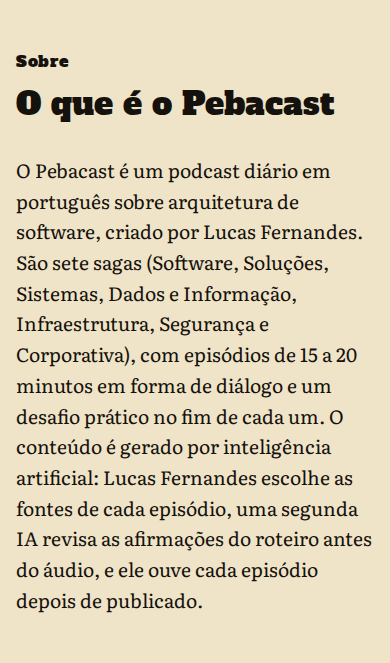 Sobre
O que é o Pebacast
O Pebacast é um podcast diário em
português sobre arquitetura de
software, criado por Lucas Fernandes.
São sete sagas (Software, Soluções,
Sistemas, Dados e Informação,
Infraestrutura, Segurança e
Corporativa), com episódios de 15 a 20
minutos em forma de diálogo e um
desafio prático no fim de cada um. O
conteúdo é gerado por inteligência
artificial: Lucas Fernandes escolhe as
fontes de cada episódio, uma segunda
IA revisa as afirmações do roteiro antes
do áudio, e ele ouve cada episódio
depois de publicado.